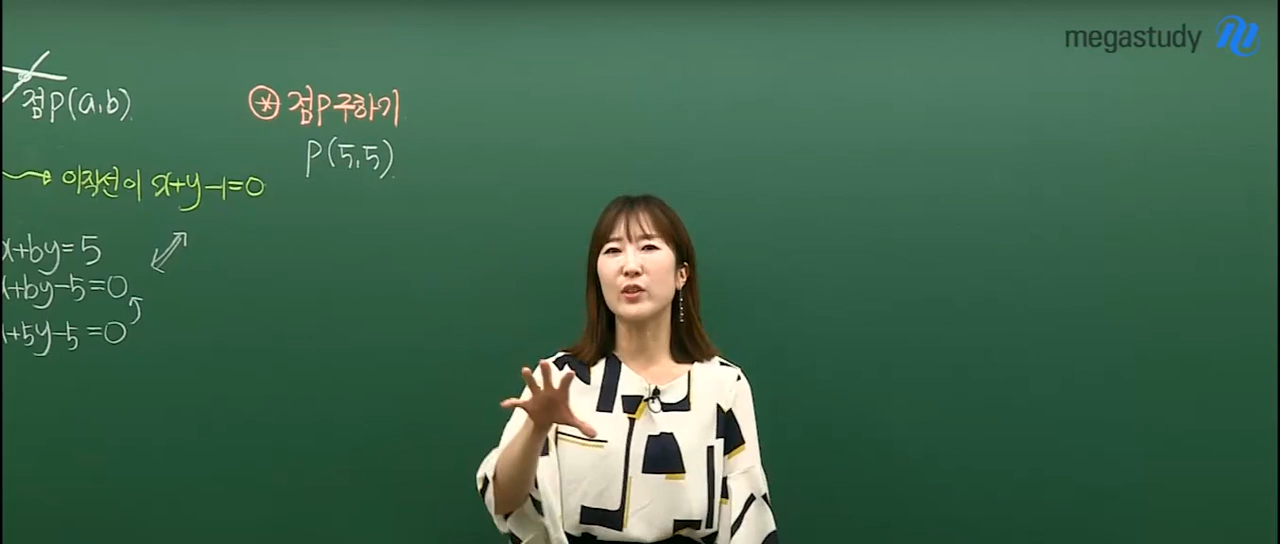 megastudy
점P(a,b)
⊛ 점P구하기
P(5,5)
이직선이 x+y-1=0
x+by=5
x+by-5=0
x+5y-5=0